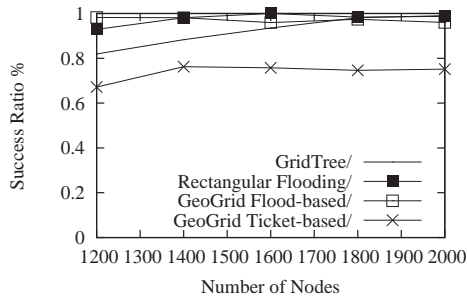 1
0.8
0.6
0.4
0.2
0
Success Ratio %
GridTree/
Rectangular Flooding/
GeoGrid Flood-based/
GeoGrid Ticket-based/
1200 1300 1400 1500 1600 1700 1800 1900 2000
Number of Nodes